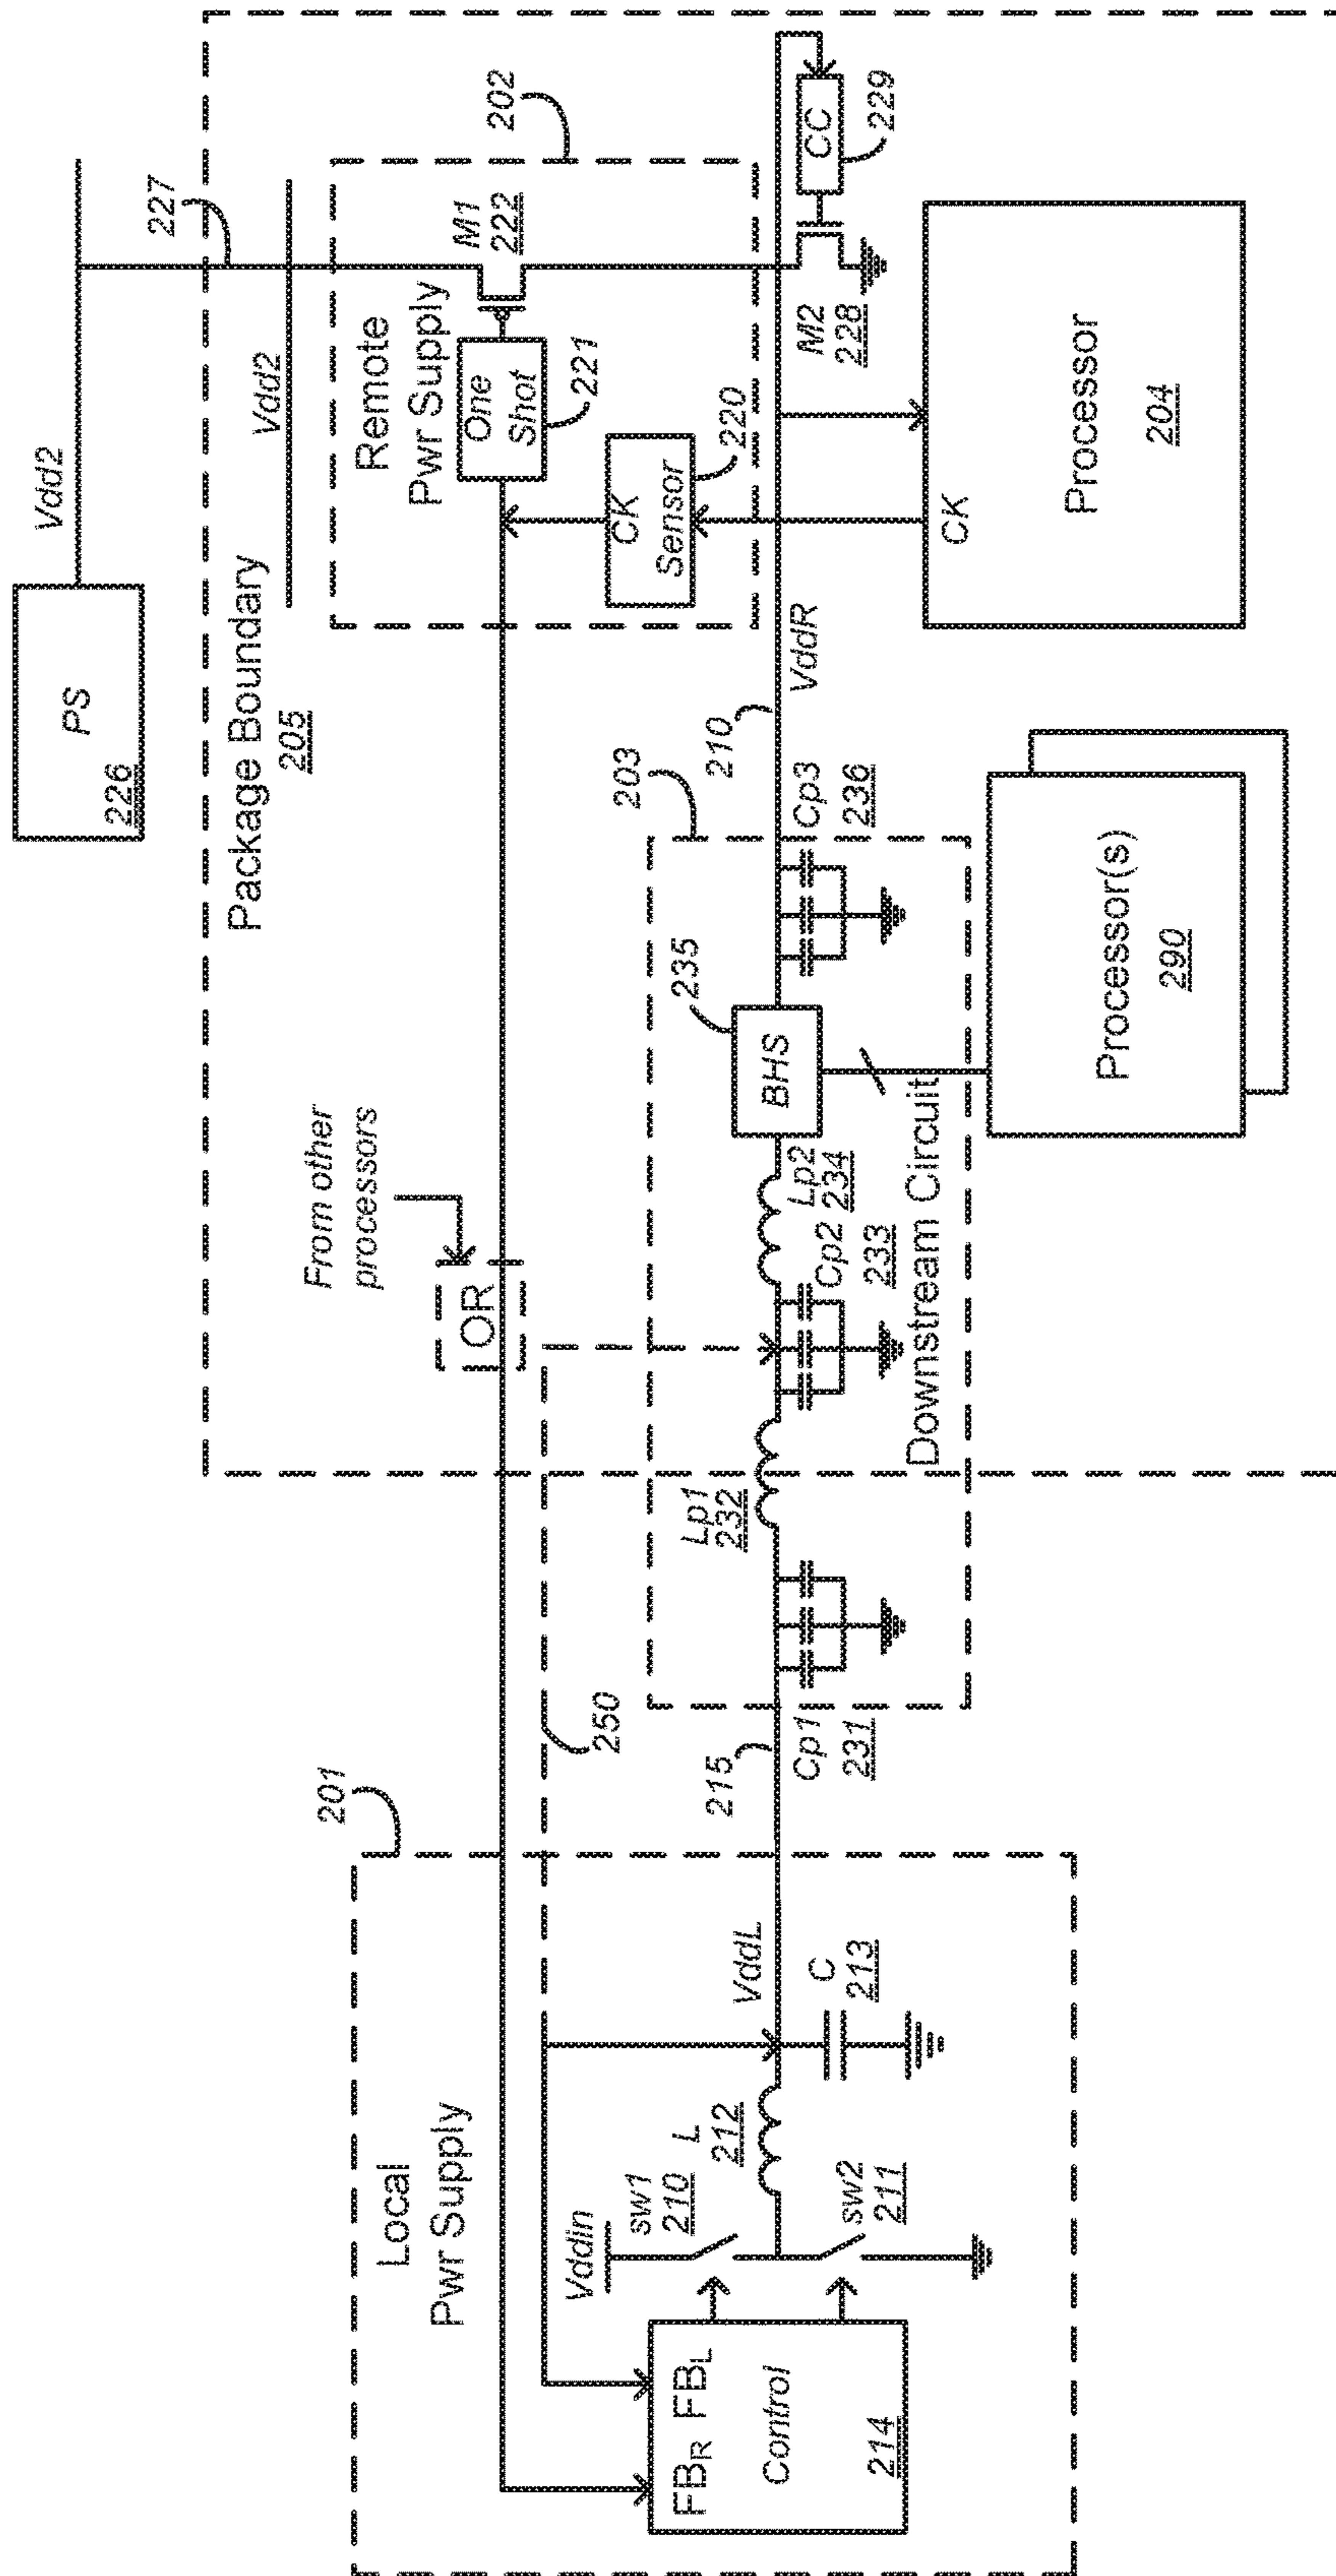 PS
226
Vdd2
227
Package Boundary
205
Vdd2
202
Remote
Pwr Supply
M1
222
One
Shot
221
CK
Sensor
220
CC
229
M2
228
CK
Processor
204
VddR
210
From other
processors
OR
203
235
BHS
Cp3
236
Lp2
234
Cp2
233
Lp1
232
Downstream Circuit
Processor(s)
290
250
215
Cp1
231
201
Local
Pwr Supply
VddL
C
213
L
212
Vddin
sw1
210
sw2
211
FBR FBL
Control
214